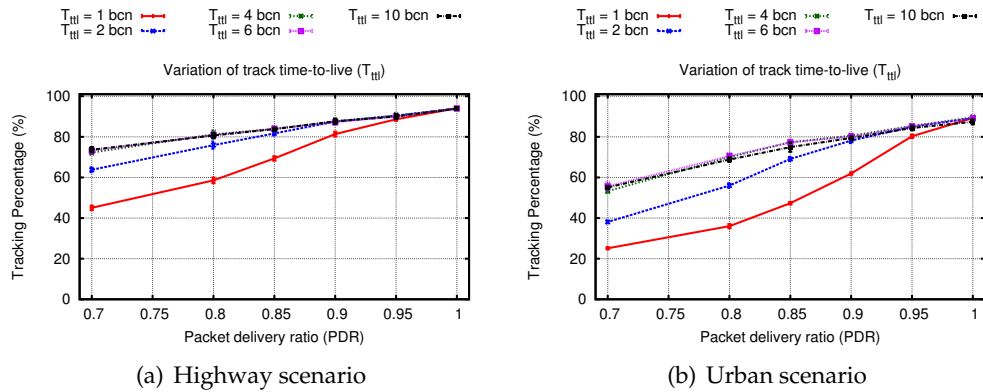 T_ttl = 1 bcn T_ttl = 4 bcn T_ttl = 10 bcn
T_ttl = 2 bcn T_ttl = 6 bcn
Variation of track time-to-live (T_ttl)
Tracking Percentage (%)
100
80
60
40
20
0
0.7 0.75 0.8 0.85 0.9 0.95 1
Packet delivery ratio (PDR)
(a) Highway scenario
T_ttl = 1 bcn T_ttl = 4 bcn T_ttl = 10 bcn
T_ttl = 2 bcn T_ttl = 6 bcn
Variation of track time-to-live (T_ttl)
Tracking Percentage (%)
100
80
60
40
20
0
0.7 0.75 0.8 0.85 0.9 0.95 1
Packet delivery ratio (PDR)
(b) Urban scenario